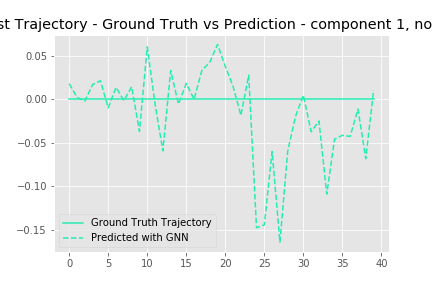 st Trajectory - Ground Truth vs Prediction - component 1, no
0.05
0.00
−0.05
−0.10
−0.15
Ground Truth Trajectory
Predicted with GNN
0 5 10 15 20 25 30 35 40